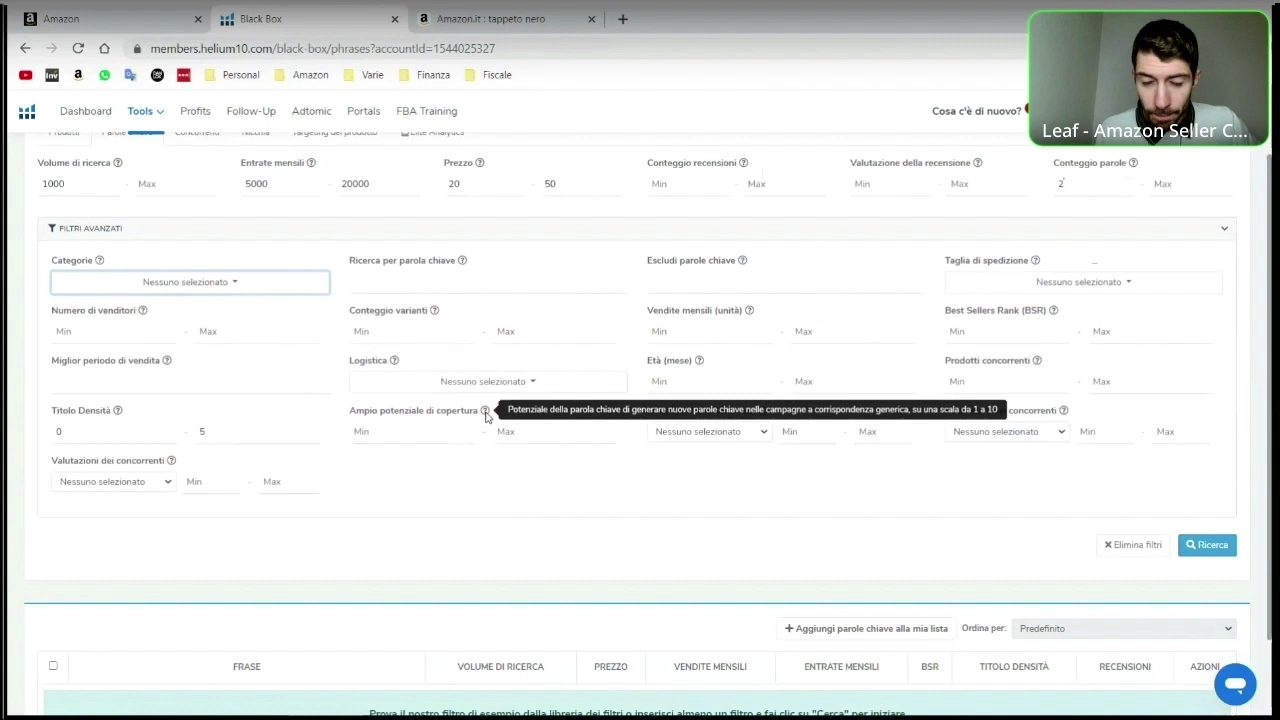 Amazon
Black Box
Amazon.it : tappeto nero
members.helium10.com/black-box/phrases?accountId=1544025327
Personal
Amazon
Varie
Finanza
Fiscale
Dashboard
Tools
Profits
Follow-Up
Adtomic
Portals
FBA Training
Cosa c'è di nuovo?
Leaf - Amazon Seller C...
Volume di ricerca
Entrate mensili
Prezzo
Conteggio recensioni
Valutazione della recensione
Conteggio parole
1000 - Max
5000 - 20000
20 - 50
Min - Max
Min - Max
2 - Max
FILTRI AVANZATI
Categorie
Ricerca per parola chiave
Escludi parole chiave
Taglia di spedizione
Nessuno selezionato
Nessuno selezionato
Numero di venditori
Conteggio varianti
Vendite mensili (unità)
Best Sellers Rank (BSR)
Min - Max
Min - Max
Min - Max
Min - Max
Miglior periodo di vendita
Logistica
Età (mese)
Prodotti concorrenti
Nessuno selezionato
Min - Max
Min - Max
Titolo Densità
Ampio potenziale di copertura
Potenziale della parola chiave di generare nuove parole chiave nelle campagne a corrispondenza generica, su una scala da 1 a 10
concorrenti
0 - 5
Min - Max
Nessuno selezionato
Min - Max
Nessuno selezionato
Min - Max
Valutazioni dei concorrenti
Nessuno selezionato
Min - Max
Elimina filtri
Ricerca
+ Aggiungi parole chiave alla mia lista
Ordina per:
Predefinito
FRASE
VOLUME DI RICERCA
PREZZO
VENDITE MENSILI
ENTRATE MENSILI
BSR
TITOLO DENSITÀ
RECENSIONI
AZIONI
Prova il nostro filtro di esempio dalla libreria dei filtri o inserisci almeno un filtro e fai clic su "Cerca" per iniziare